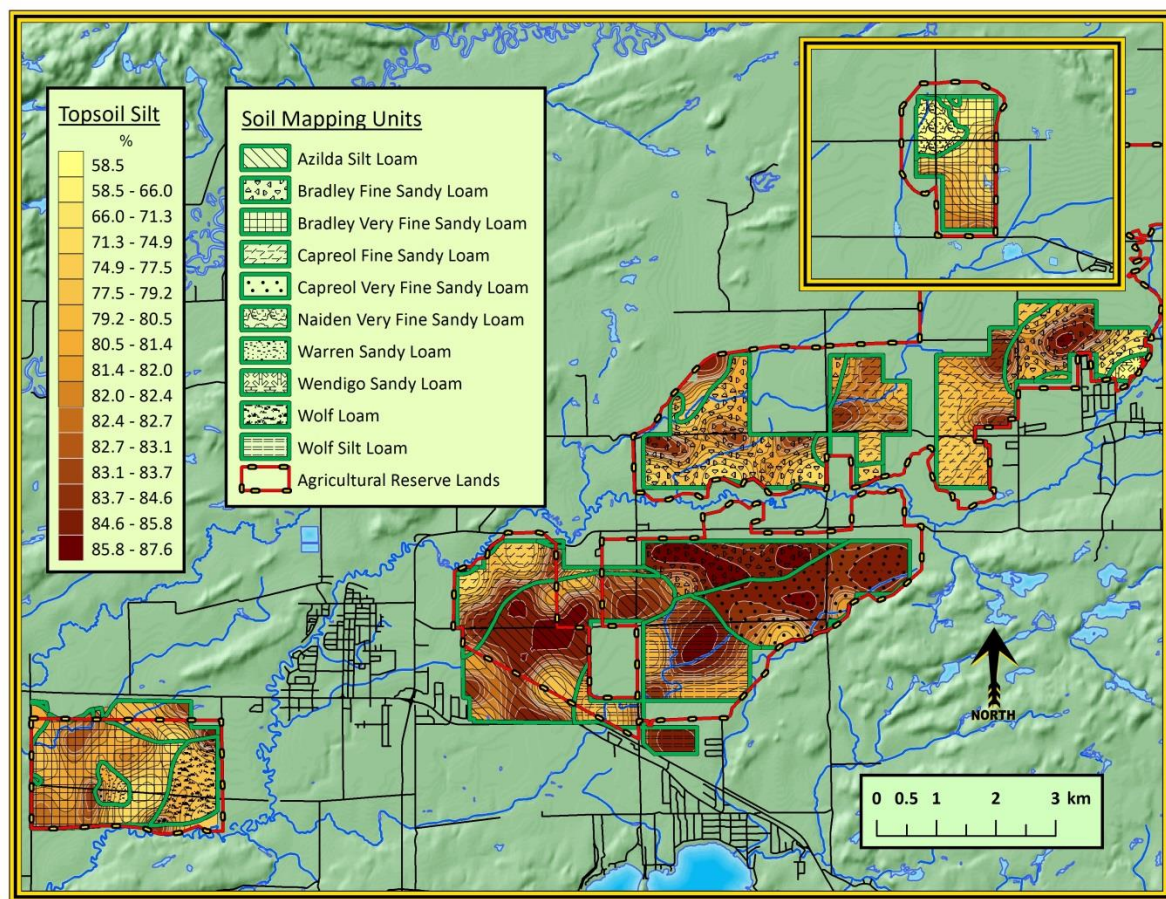 Topsoil Silt
%
58.5
58.5 - 66.0
66.0 - 71.3
71.3 - 74.9
74.9 - 77.5
77.5 - 79.2
79.2 - 80.5
80.5 - 81.4
81.4 - 82.0
82.0 - 82.4
82.4 - 82.7
82.7 - 83.1
83.1 - 83.7
83.7 - 84.6
84.6 - 85.8
85.8 - 87.6
Soil Mapping Units
Azilda Silt Loam
Bradley Fine Sandy Loam
Bradley Very Fine Sandy Loam
Capreol Fine Sandy Loam
Capreol Very Fine Sandy Loam
Naiden Very Fine Sandy Loam
Warren Sandy Loam
Wendigo Sandy Loam
Wolf Loam
Wolf Silt Loam
Agricultural Reserve Lands
NORTH
0 0.5 1 2 3 km